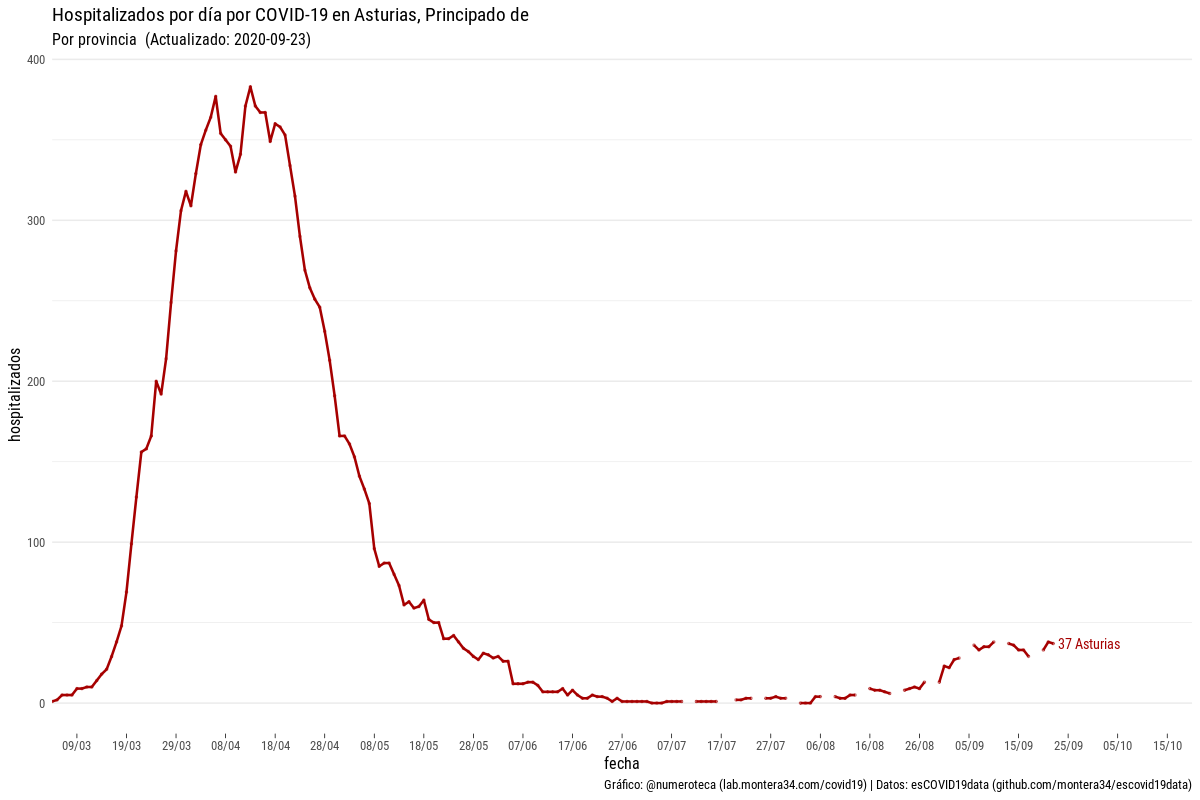 Hospitalizados por día por COVID-19 en Asturias, Principado de
Por provincia (Actualizado: 2020-09-23)
400
300
200
100
0
hospitalizados
37 Asturias
09/03 19/03 29/03 08/04 18/04 28/04 08/05 18/05 28/05 07/06 17/06 27/06 07/07 17/07 27/07 06/08 16/08 26/08 05/09 15/09 25/09 05/10 15/10
fecha
Gráfico: @numeroteca (lab.montera34.com/covid19) | Datos: esCOVID19data (github.com/montera34/escovid19data)